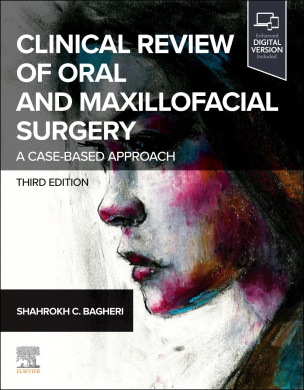 Enhanced
DIGITAL
VERSION
Included
CLINICAL REVIEW
OF ORAL
AND MAXILLOFACIAL
SURGERY
A CASE-BASED APPROACH
THIRD EDITION
SHAHROKH C. BAGHERI
ELSEVIER